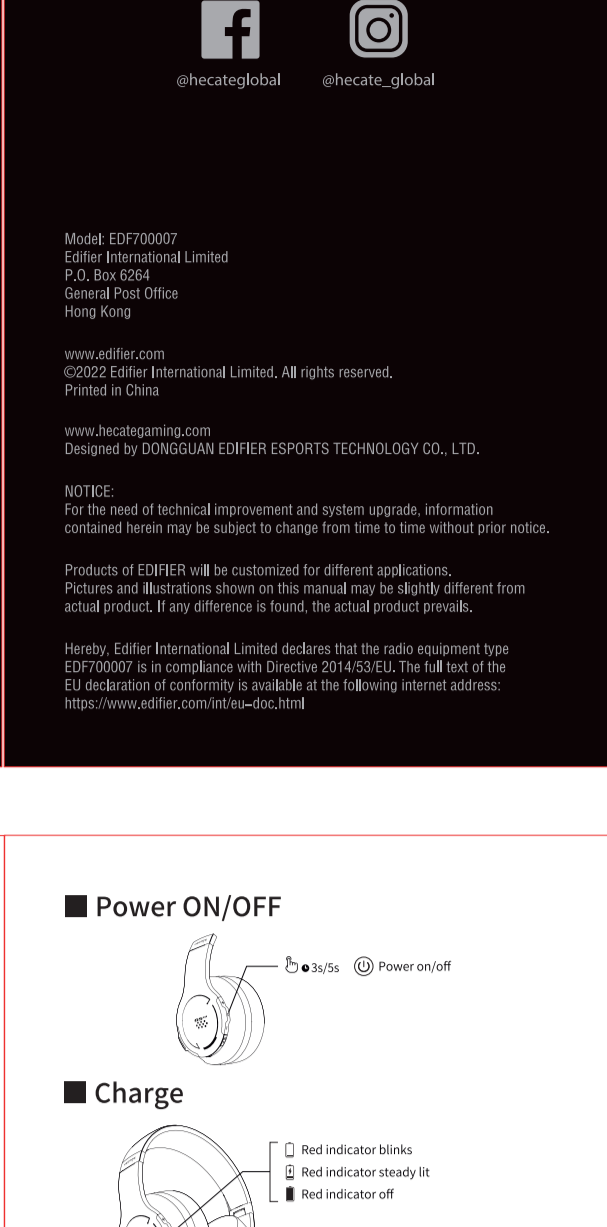 @hecateglobal @hecate_global
Model: EDF700007
Edifier International Limited
P.O. Box 6264
General Post Office
Hong Kong
www.edifier.com
©2022 Edifier International Limited. All rights reserved.
Printed in China
www.hecategaming.com
Designed by DONGGUAN EDIFIER ESPORTS TECHNOLOGY CO., LTD.
NOTICE:
For the need of technical improvement and system upgrade, information
contained herein may be subject to change from time to time without prior notice.
Products of EDIFIER will be customized for different applications.
Pictures and illustrations shown on this manual may be slightly different from
actual product. If any difference is found, the actual product prevails.
Hereby, Edifier International Limited declares that the radio equipment type
EDF700007 is in compliance with Directive 2014/53/EU. The full text of the
EU declaration of conformity is available at the following internet address:
https://www.edifier.com/int/eu–doc.html
Power ON/OFF
3s/5s Power on/off
Charge
Red indicator blinks
Red indicator steady lit
Red indicator off